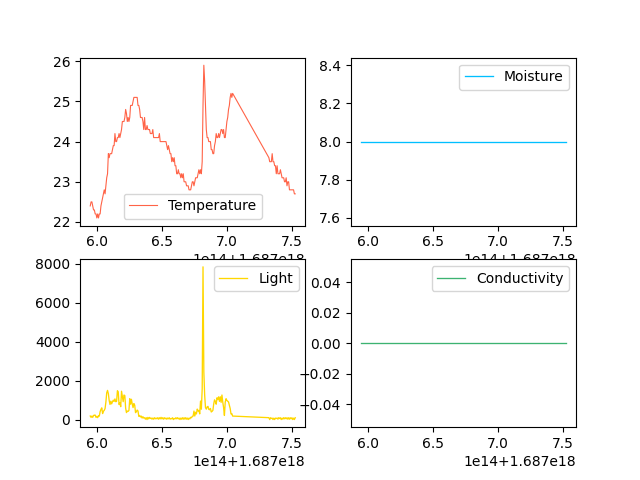 26
25
24
23
22
Temperature
6.0 6.5 7.0 7.5
1e14+1.687e18
8.4
8.2
8.0
7.8
7.6
Moisture
6.0 6.5 7.0 7.5
1e14+1.687e18
8000
6000
4000
2000
0
Light
6.0 6.5 7.0 7.5
1e14+1.687e18
0.04
0.02
0.00
−0.02
−0.04
Conductivity
6.0 6.5 7.0 7.5
1e14+1.687e18